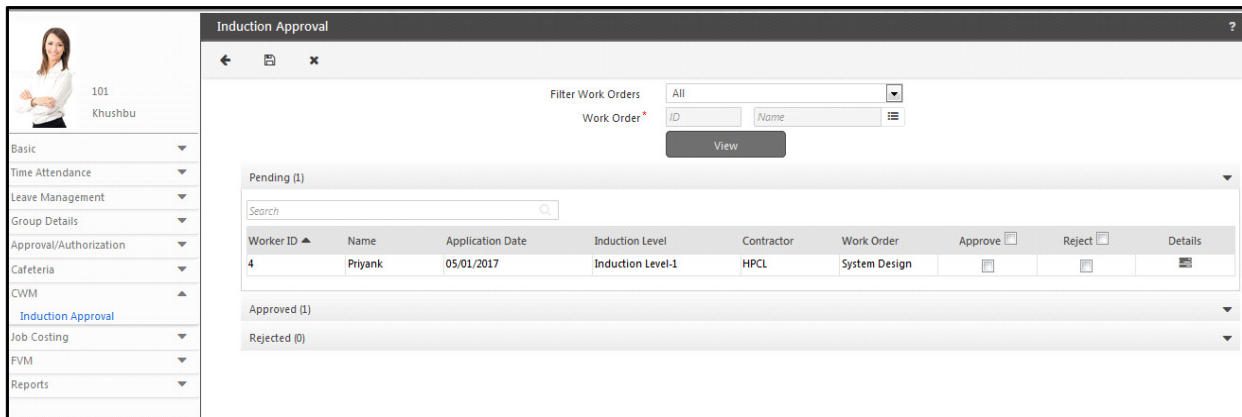 Induction Approval ?
101
Khushbu
Basic
Time Attendance
Leave Management
Group Details
Approval/Authorization
Cafeteria
CWM
Induction Approval
Job Costing
FVM
Reports
Filter Work Orders All
Work Order* ID Name
View
Pending (1)
Search
Worker ID Name Application Date Induction Level Contractor Work Order Approve Reject Details
4 Priyank 05/01/2017 Induction Level-1 HPCL System Design
Approved (1)
Rejected (0)